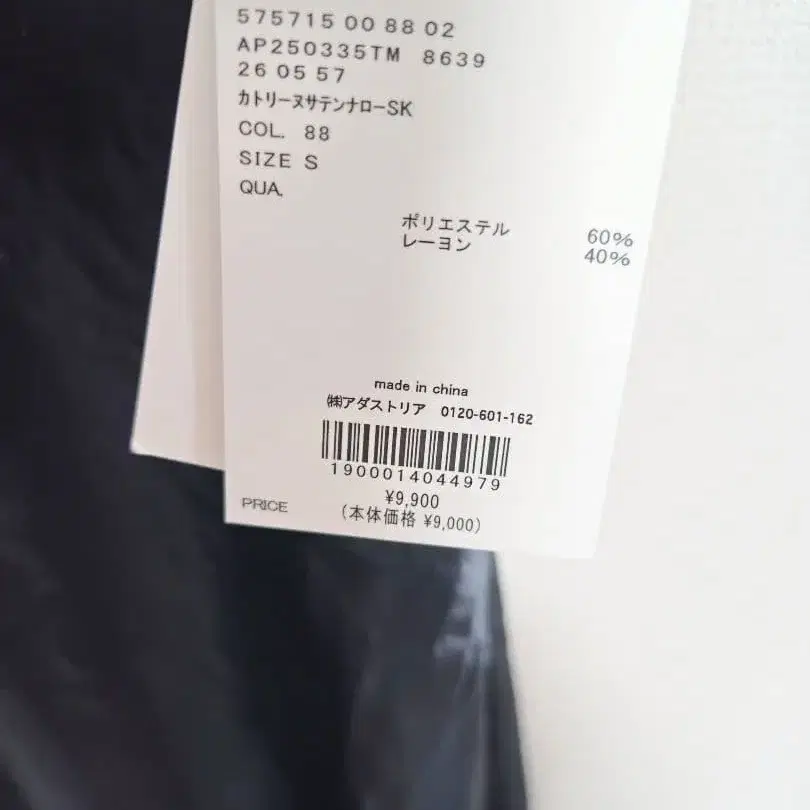 575715 00 88 02
AP250335TM 8639
26 05 57
カトリーヌサテンナローSK
COL. 88
SIZE S
QUA.
ポリエステル 60%
レーヨン 40%
made in china
㈱アダストリア 0120-601-162
1900014044979
¥9,900
PRICE (本体価格 ¥9,000)